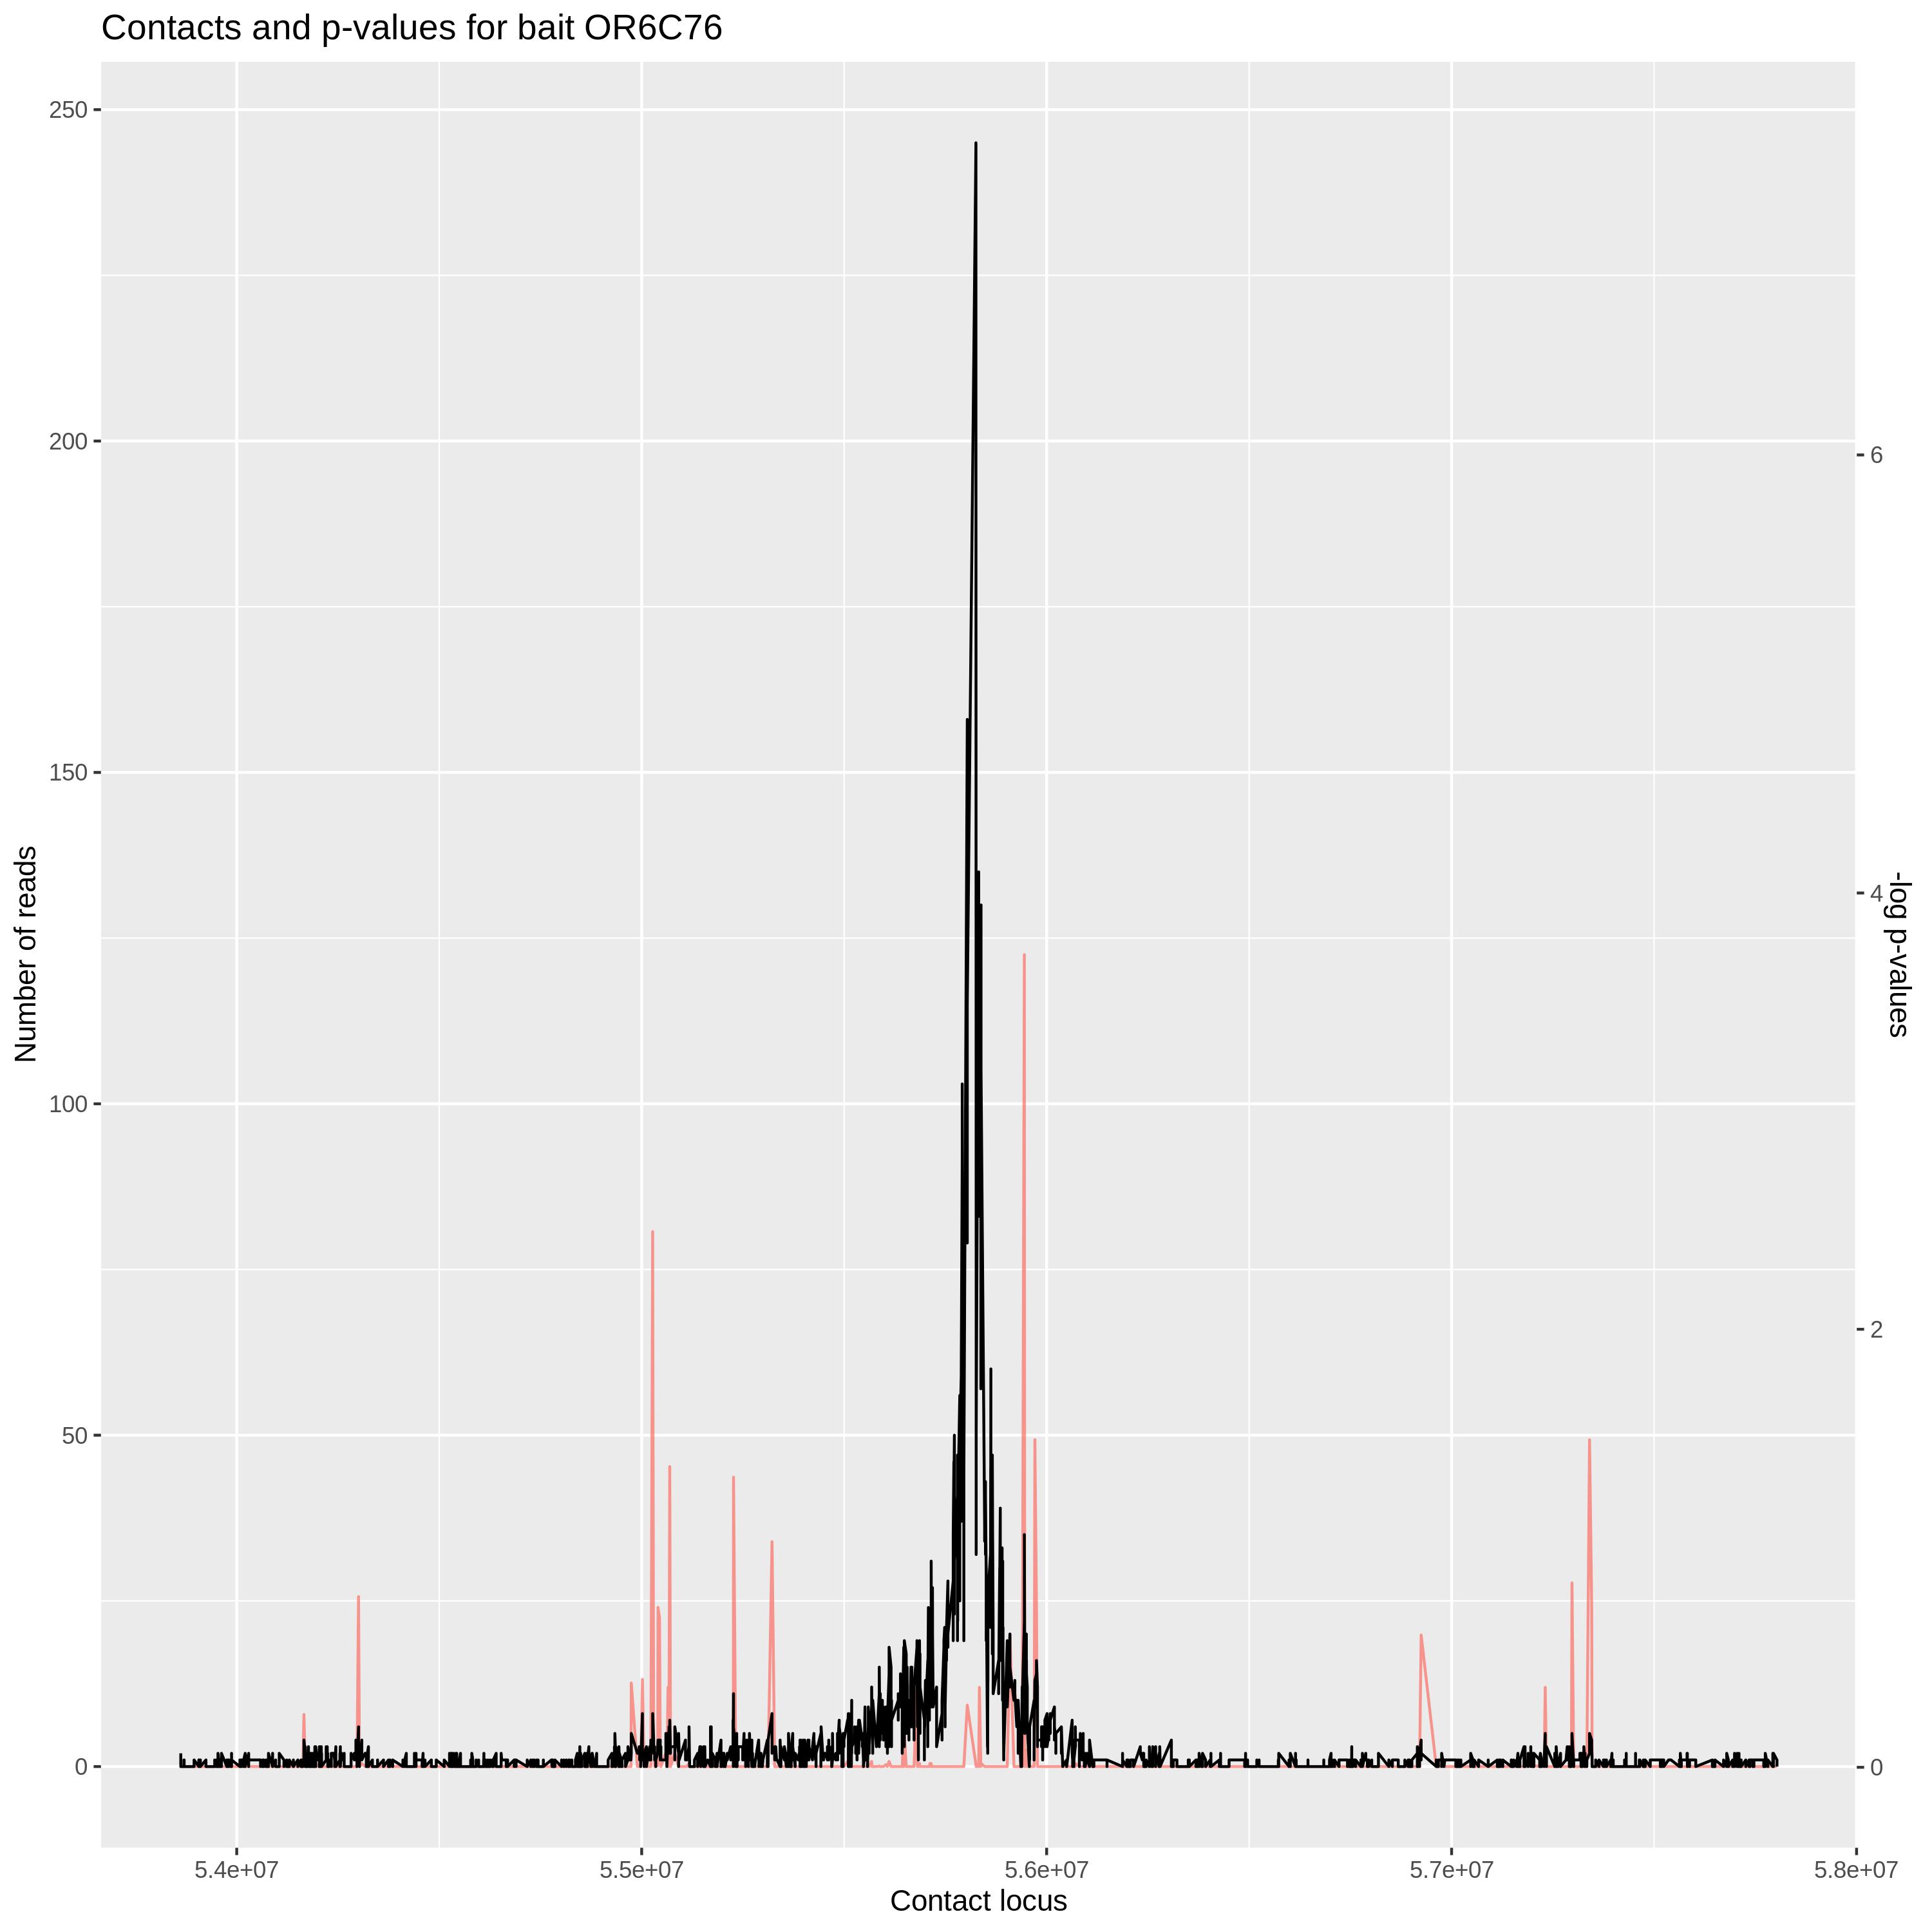 Contacts and p-values for bait OR6C76
250
200
150
100
50
0
Number of reads
6
4
2
0
-log p-values
5.4e+07
5.5e+07
5.6e+07
5.7e+07
5.8e+07
Contact locus